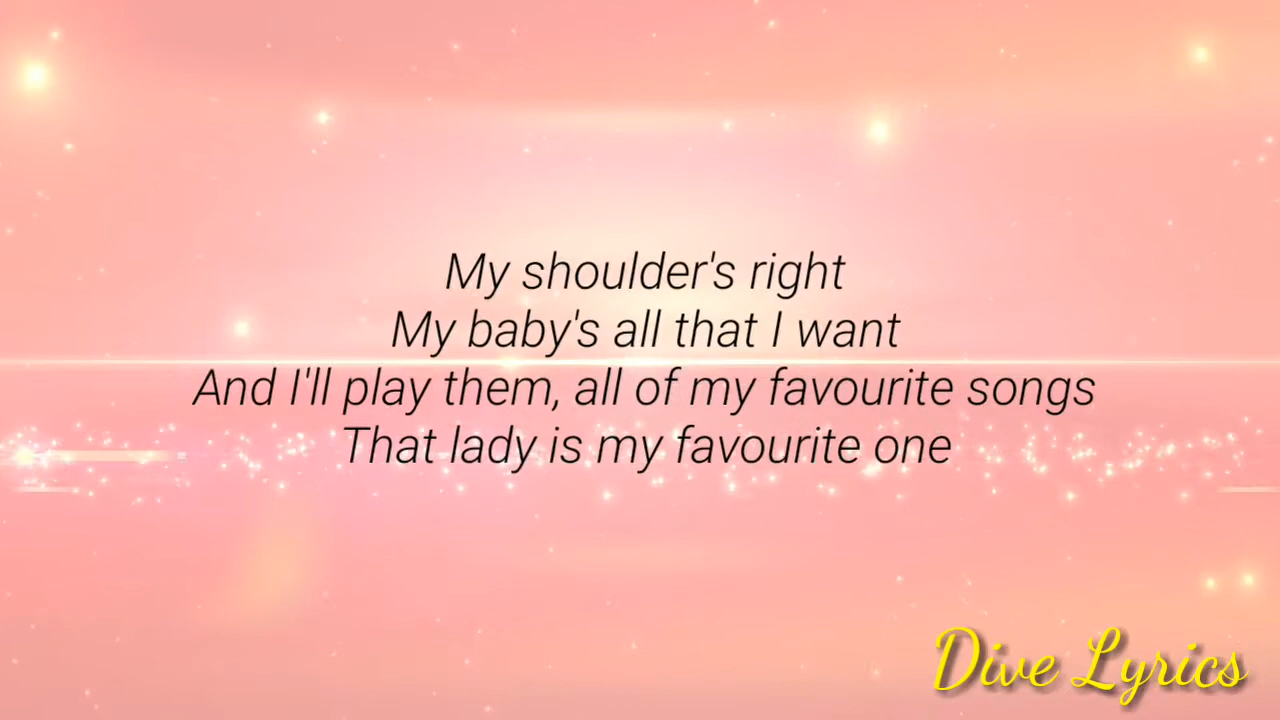 My shoulder's right
My baby's all that I want
And I'll play them, all of my favourite songs
That lady is my favourite one
Dive Lyrics